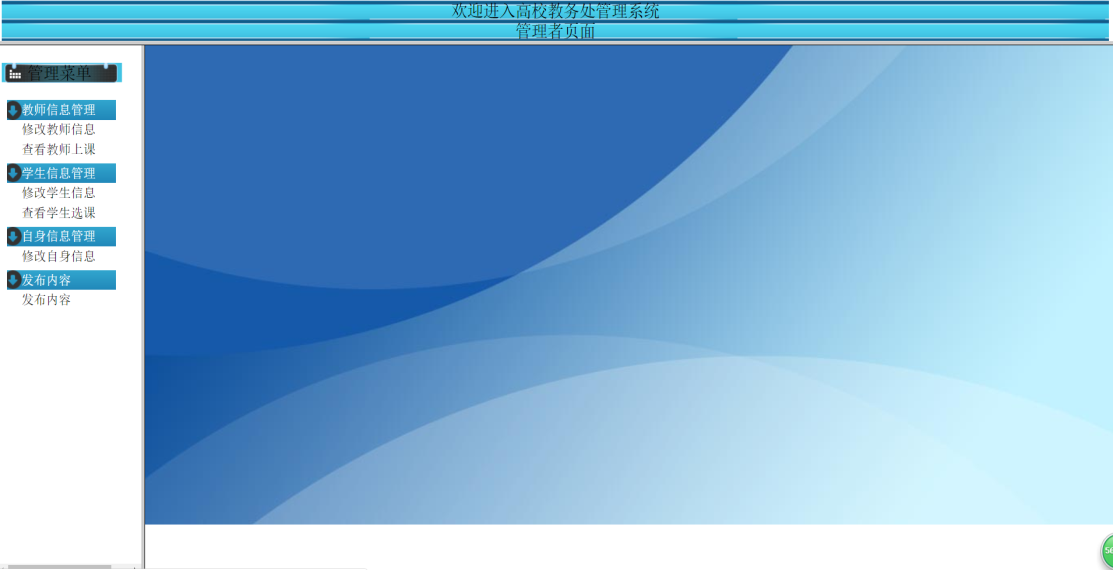 欢迎进入高校教务处管理系统
管理者页面
管理菜单
教师信息管理
修改教师信息
查看教师上课
学生信息管理
修改学生信息
查看学生选课
自身信息管理
修改自身信息
发布内容
发布内容